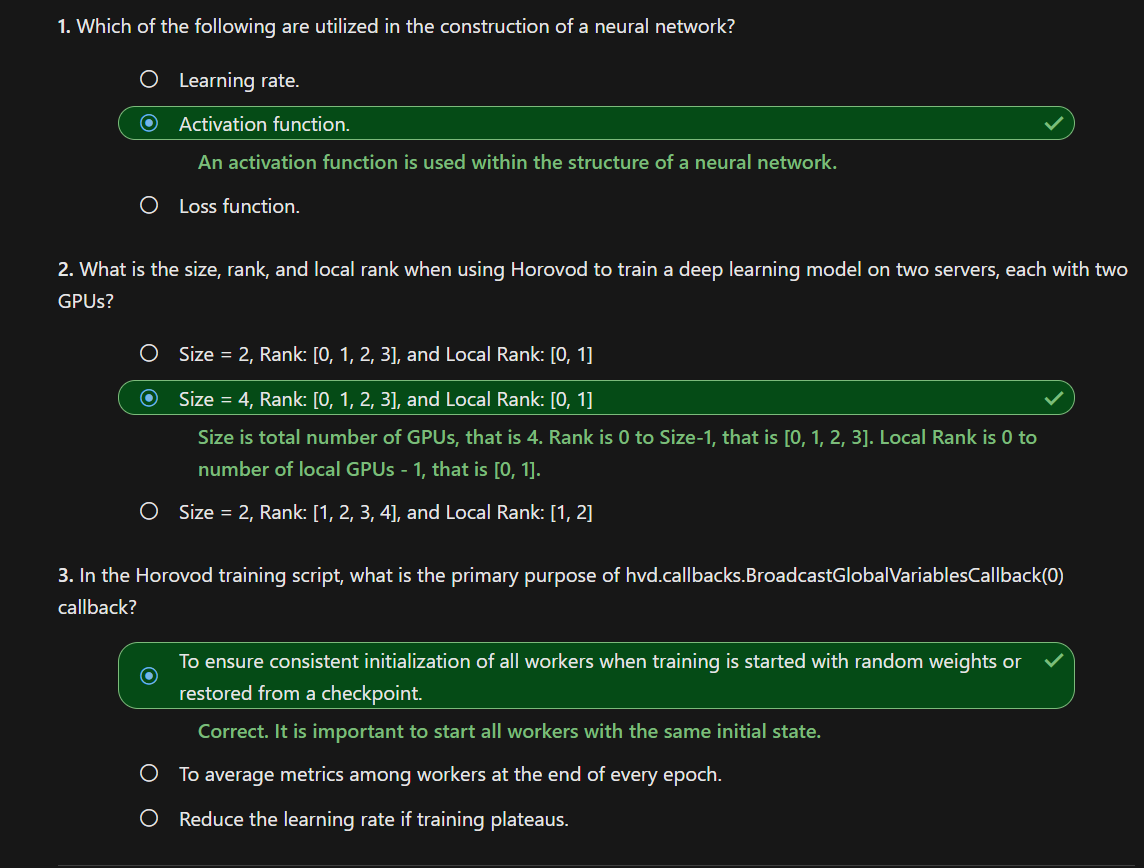 1. Which of the following are utilized in the construction of a neural network?
Learning rate.
Activation function.
An activation function is used within the structure of a neural network.
Loss function.
2. What is the size, rank, and local rank when using Horovod to train a deep learning model on two servers, each with two
GPUs?
Size = 2, Rank: [0, 1, 2, 3], and Local Rank: [0, 1]
Size = 4, Rank: [0, 1, 2, 3], and Local Rank: [0, 1]
Size is total number of GPUs, that is 4. Rank is 0 to Size-1, that is [0, 1, 2, 3]. Local Rank is 0 to
number of local GPUs - 1, that is [0, 1].
Size = 2, Rank: [1, 2, 3, 4], and Local Rank: [1, 2]
3. In the Horovod training script, what is the primary purpose of hvd.callbacks.BroadcastGlobalVariablesCallback(0)
callback?
To ensure consistent initialization of all workers when training is started with random weights or
restored from a checkpoint.
Correct. It is important to start all workers with the same initial state.
To average metrics among workers at the end of every epoch.
Reduce the learning rate if training plateaus.